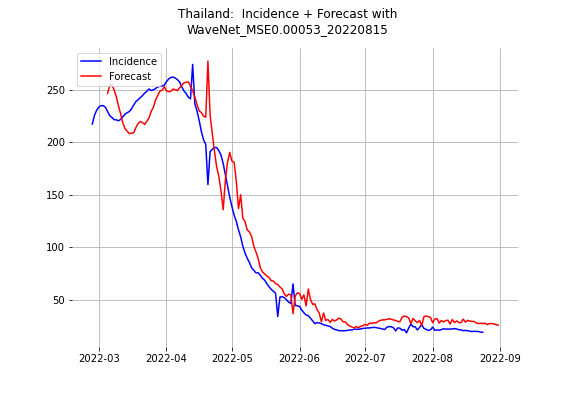 Thailand:  Incidence + Forecast with
WaveNet_MSE0.00053_20220815
Incidence
Forecast
250
200
150
100
50
2022-03 2022-04 2022-05 2022-06 2022-07 2022-08 2022-09